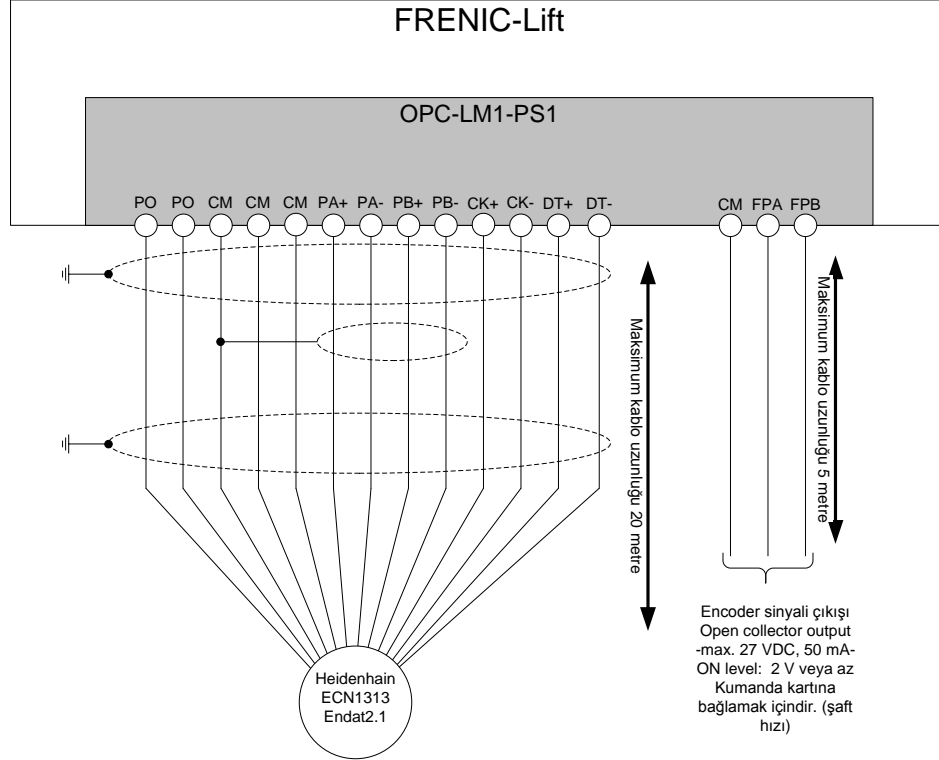 FRENIC-Lift
OPC-LM1-PS1
PO PO CM CM CM PA+ PA- PB+ PB- CK+ CK- DT+ DT- CM FPA FPB
Maksimum kablo uzunluğu 20 metre
Maksimum kablo uzunluğu 5 metre
Heidenhain
ECN1313
Endat2.1
Encoder sinyali çıkışı
Open collector output
-max. 27 VDC, 50 mA-
ON level: 2 V veya az
Kumanda kartına
bağlamak içindir. (şaft
hızı)